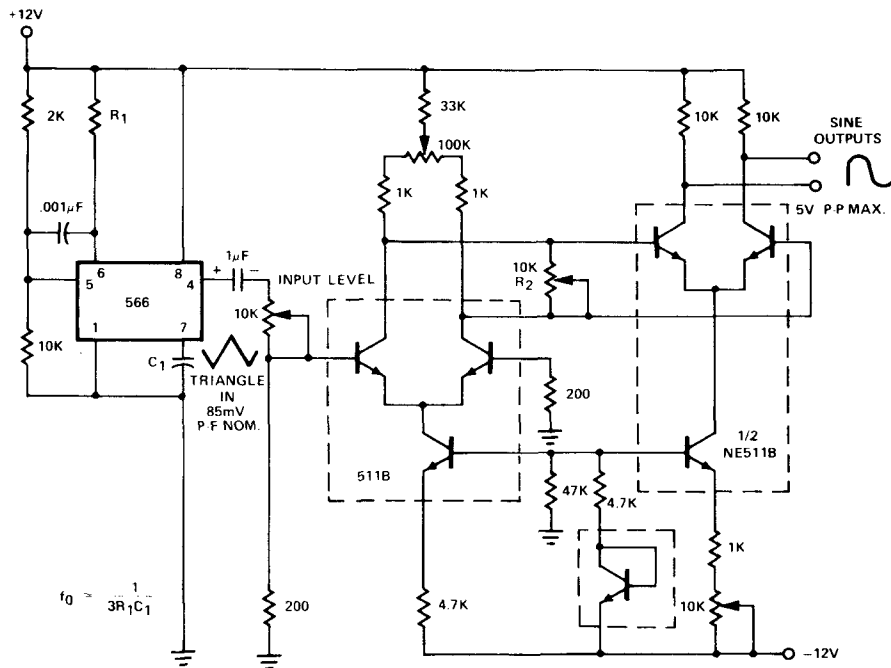 +12V
2K
R1
33K
100K
1K
1K
10K
10K
SINE
OUTPUTS
5V P-P MAX.
.001μF
6
8
5
4
566
1
7
+
1μF
−
INPUT LEVEL
10K
10K
R2
10K
C1
TRIANGLE
IN
85mV
P-F NOM.
200
511B
1/2
NE511B
47K
4.7K
1K
f0 ≃ 1
3R1C1
200
4.7K
10K
−12V